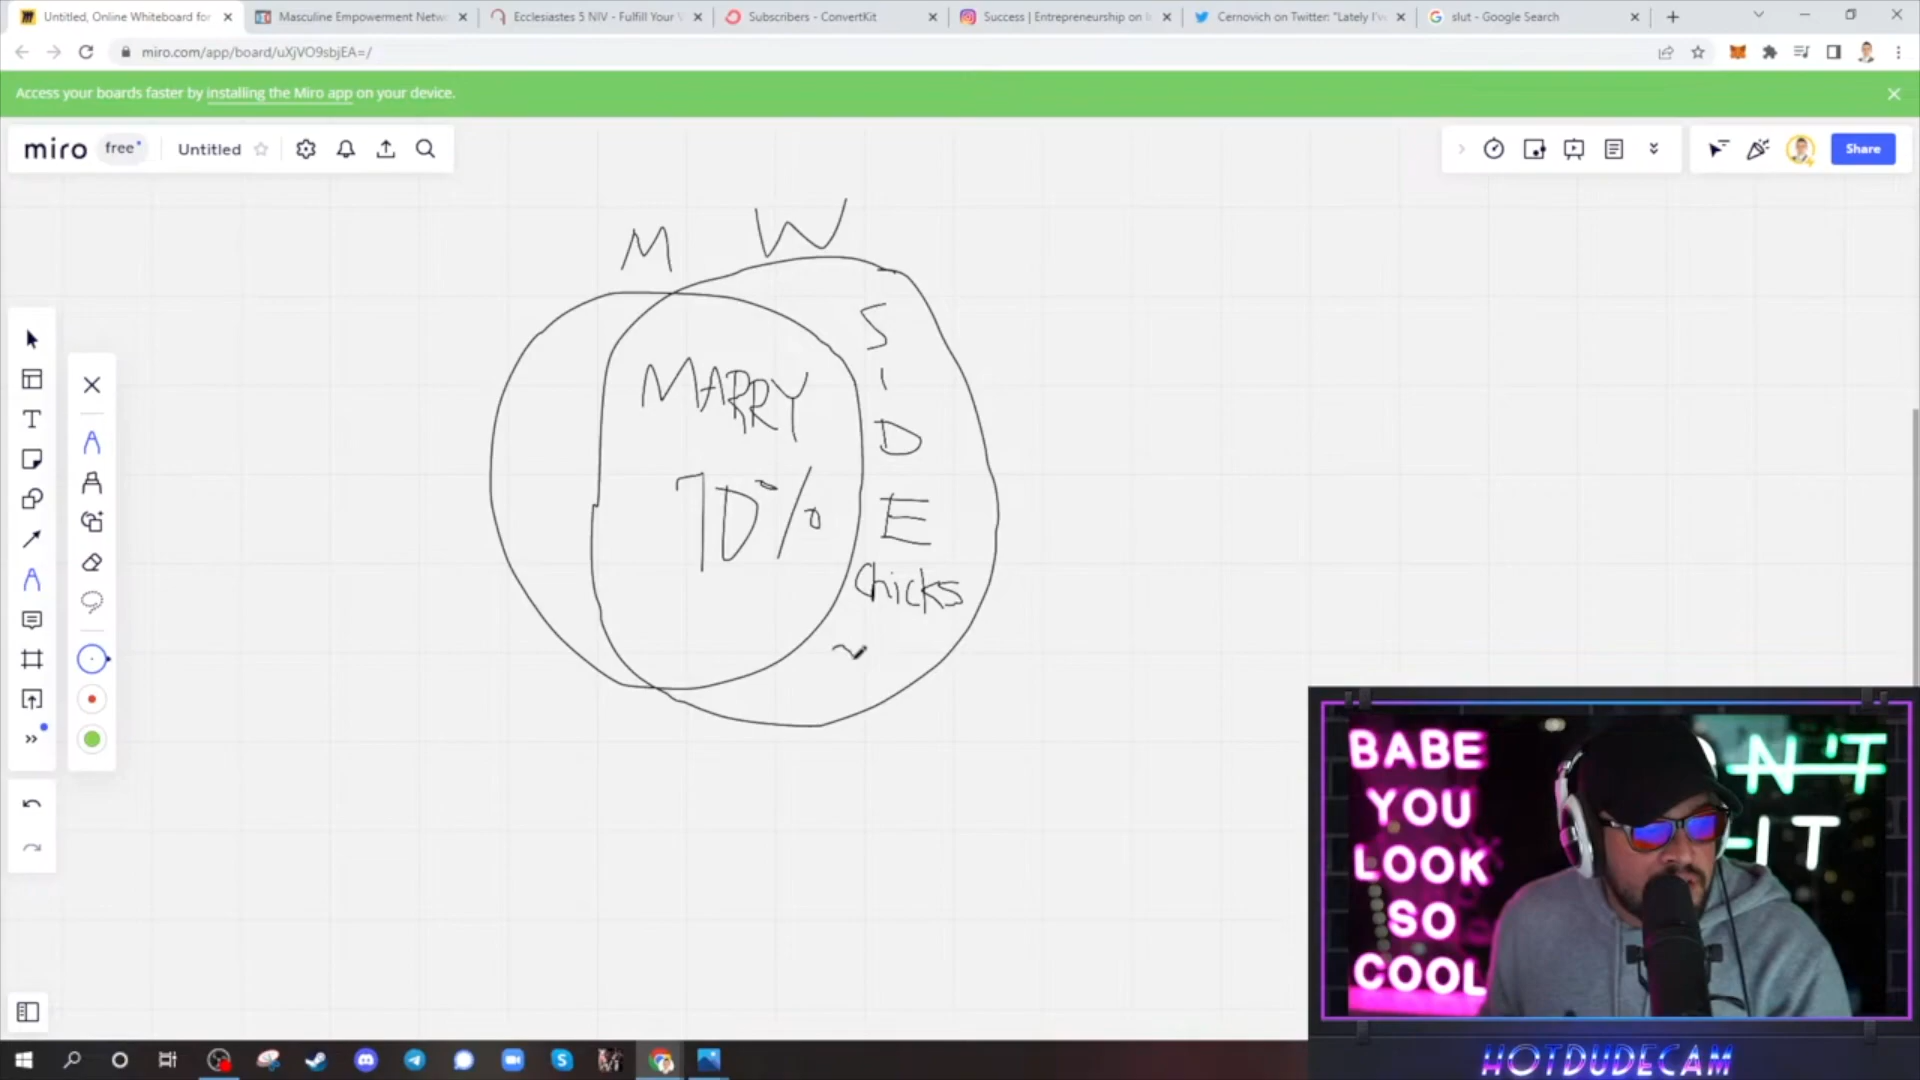 Untitled, Online Whiteboard for
Masculine Empowerment Netw
Ecclesiastes 5 NIV - Fulfill Your V
Subscribers - ConvertKit
Success | Entrepreneurship on I
Cernovich on Twitter: "Lately I'v
slut - Google Search
miro.com/app/board/uXjVO9sbjEA=/
Access your boards faster by installing the Miro app on your device.
miro free Untitled
Share
M W
MARRY
70%
S
I
D
E
Chicks
BABE
YOU
LOOK
SO
COOL
N'T
IT
HOTDUDECAM